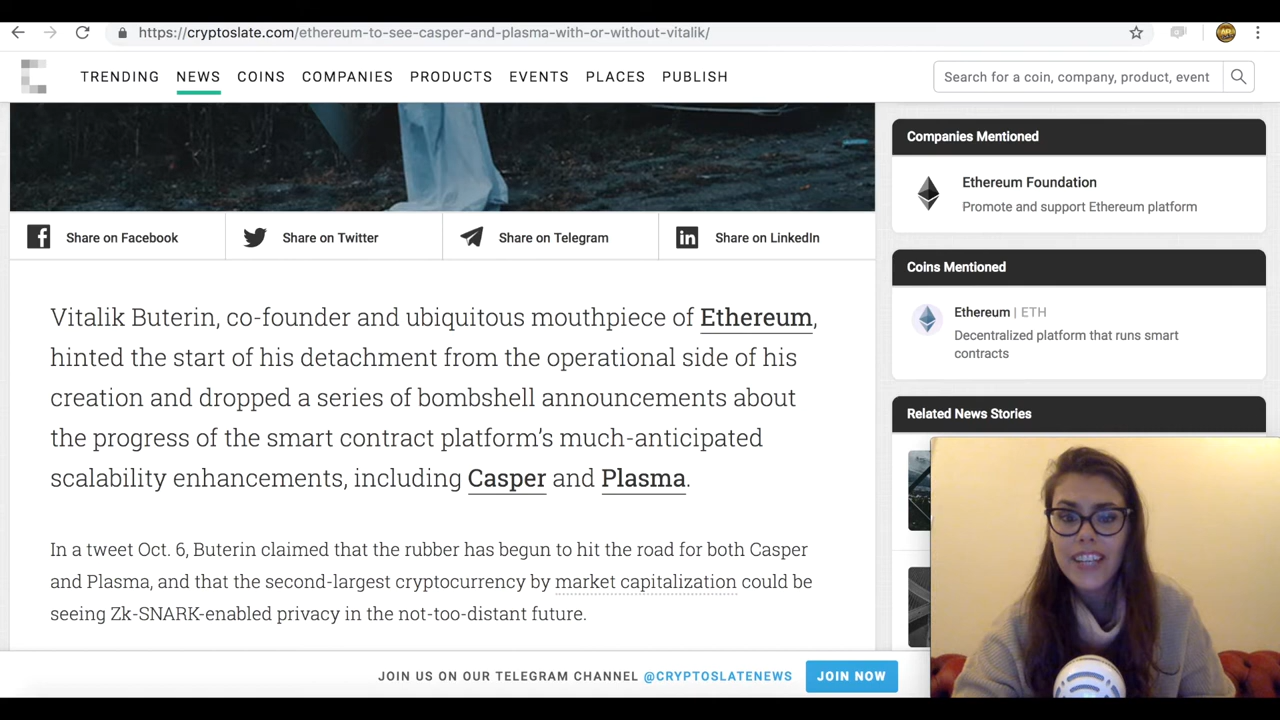 https://cryptoslate.com/ethereum-to-see-casper-and-plasma-with-or-without-vitalik/
TRENDING NEWS COINS COMPANIES PRODUCTS EVENTS PLACES PUBLISH
Search for a coin, company, product, event
Share on Facebook
Share on Twitter
Share on Telegram
Share on LinkedIn
Vitalik Buterin, co-founder and ubiquitous mouthpiece of Ethereum,
hinted the start of his detachment from the operational side of his
creation and dropped a series of bombshell announcements about
the progress of the smart contract platform's much-anticipated
scalability enhancements, including Casper and Plasma.
In a tweet Oct. 6, Buterin claimed that the rubber has begun to hit the road for both Casper
and Plasma, and that the second-largest cryptocurrency by market capitalization could be
seeing Zk-SNARK-enabled privacy in the not-too-distant future.
Companies Mentioned
Ethereum Foundation
Promote and support Ethereum platform
Coins Mentioned
Ethereum | ETH
Decentralized platform that runs smart
contracts
Related News Stories
JOIN US ON OUR TELEGRAM CHANNEL @CRYPTOSLATENEWS JOIN NOW